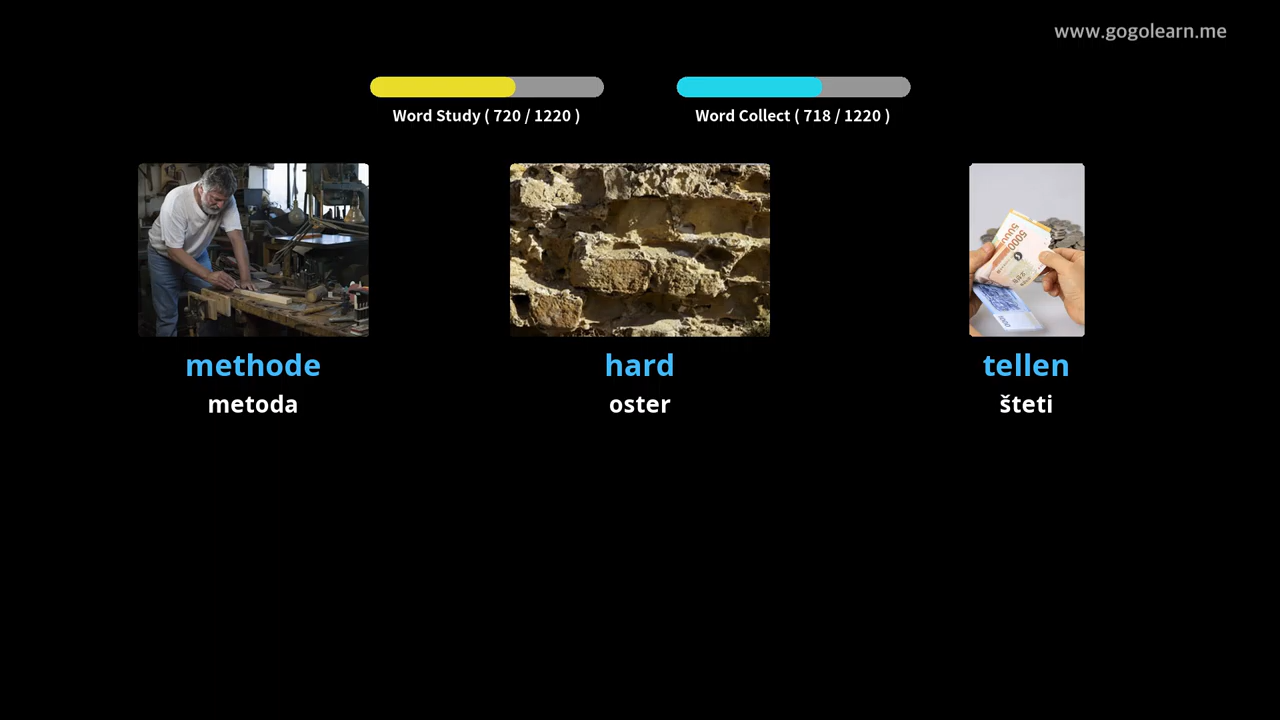 www.gogolearn.me
Word Study ( 720 / 1220 )
Word Collect ( 718 / 1220 )
methode
hard
tellen
metoda
oster
šteti